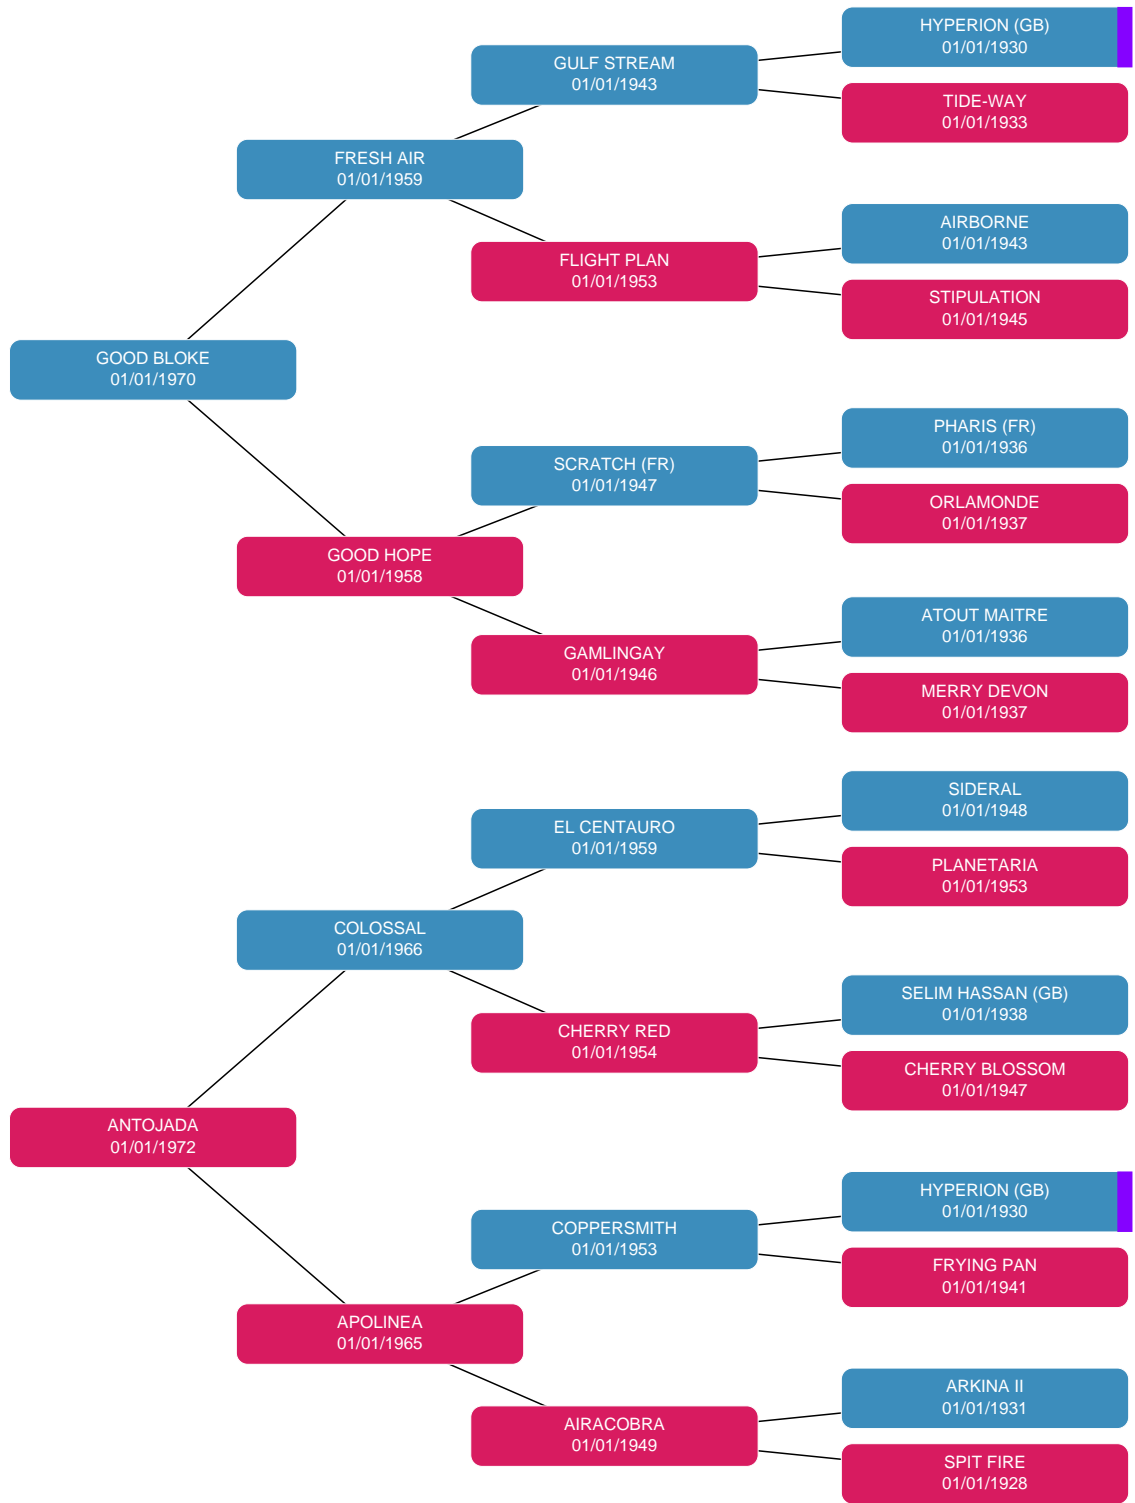 HYPERION (GB)
01/01/1930
GULF STREAM
01/01/1943
TIDE-WAY
01/01/1933
FRESH AIR
01/01/1959
AIRBORNE
01/01/1943
FLIGHT PLAN
01/01/1953
STIPULATION
01/01/1945
GOOD BLOKE
01/01/1970
PHARIS (FR)
01/01/1936
SCRATCH (FR)
01/01/1947
ORLAMONDE
01/01/1937
GOOD HOPE
01/01/1958
ATOUT MAITRE
01/01/1936
GAMLINGAY
01/01/1946
MERRY DEVON
01/01/1937
SIDERAL
01/01/1948
EL CENTAURO
01/01/1959
PLANETARIA
01/01/1953
COLOSSAL
01/01/1966
SELIM HASSAN (GB)
01/01/1938
CHERRY RED
01/01/1954
CHERRY BLOSSOM
01/01/1947
ANTOJADA
01/01/1972
HYPERION (GB)
01/01/1930
COPPERSMITH
01/01/1953
FRYING PAN
01/01/1941
APOLINEA
01/01/1965
ARKINA II
01/01/1931
AIRACOBRA
01/01/1949
SPIT FIRE
01/01/1928